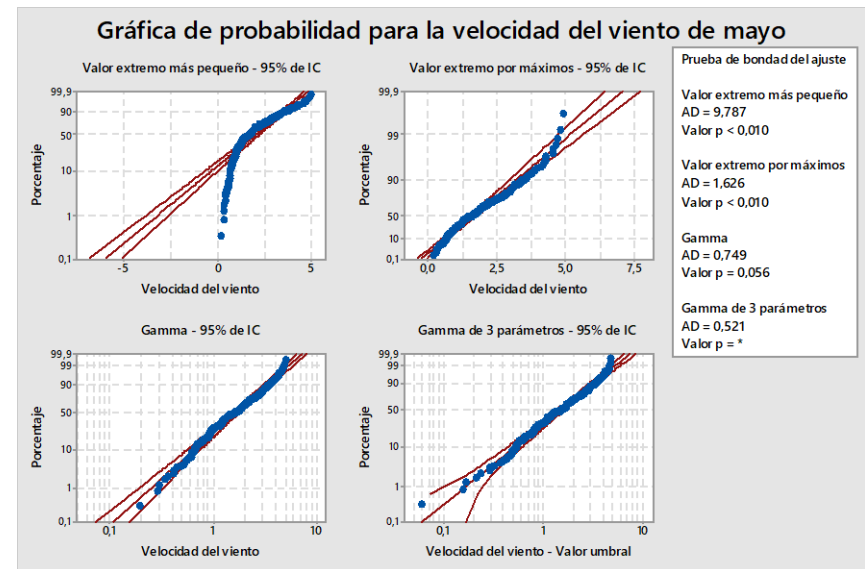 Gráfica de probabilidad para la velocidad del viento de mayo
Valor extremo más pequeño - 95% de IC
99,9
90
50
10
1
0,1
Porcentaje
-5
0
5
Velocidad del viento
Valor extremo por máximos - 95% de IC
99,9
99
90
50
10
0,1
Porcentaje
0,0
2,5
5,0
7,5
Velocidad del viento
Gamma - 95% de IC
99,9
99
90
50
10
1
0,1
Porcentaje
0,1
1
10
Velocidad del viento
Gamma de 3 parámetros - 95% de IC
99,9
99
90
50
10
1
0,1
Porcentaje
0,1
1
10
Velocidad del viento - Valor umbral
Prueba de bondad del ajuste
Valor extremo más pequeño
AD = 9,787
Valor p < 0,010
Valor extremo por máximos
AD = 1,626
Valor p < 0,010
Gamma
AD = 0,749
Valor p = 0,056
Gamma de 3 parámetros
AD = 0,521
Valor p = *